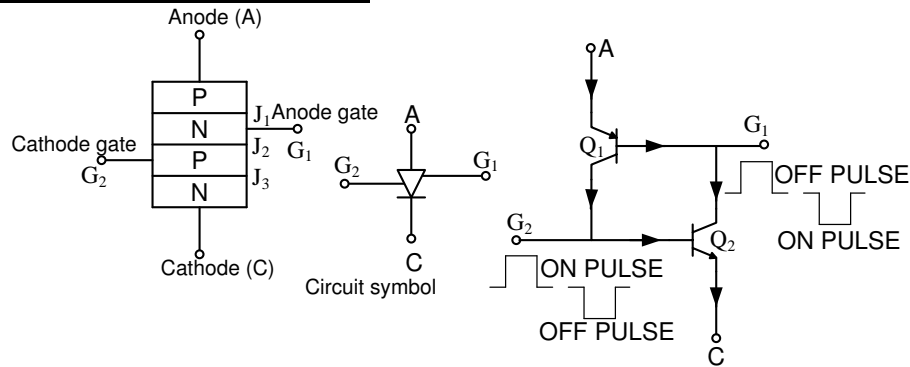 Anode (A)
P
J₁ Anode gate
N
G₁
Cathode gate
J₂
P
G₂
J₃
N
Cathode (C)
A
G₂
G₁
C
Circuit symbol
A
G₁
Q₁
OFF PULSE
ON PULSE
G₂
Q₂
ON PULSE
OFF PULSE
C